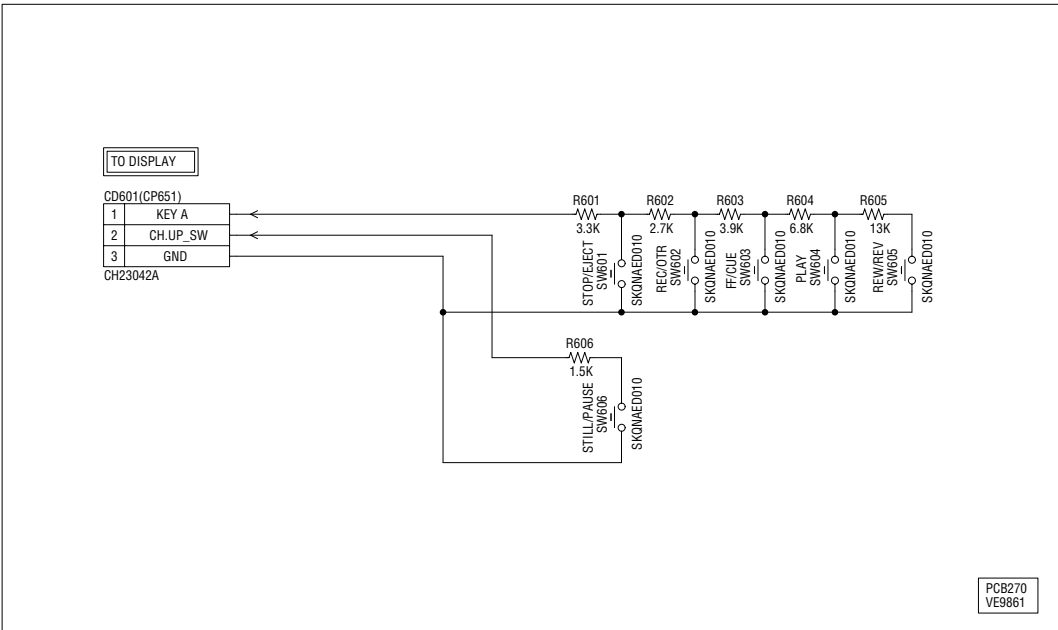 TO DISPLAY
CD601(CP651)
1 KEY A
2 CH.UP_SW
3 GND
CH23042A
R601
3.3K
R602
2.7K
R603
3.9K
R604
6.8K
R605
13K
STOP/EJECT
SW601
SKQNAED010
REC/OTR
SW602
SKQNAED010
FF/CUE
SW603
SKQNAED010
PLAY
SW604
SKQNAED010
REW/REV
SW605
SKQNAED010
R606
1.5K
STILL/PAUSE
SW606
SKQNAED010
PCB270
VE9861